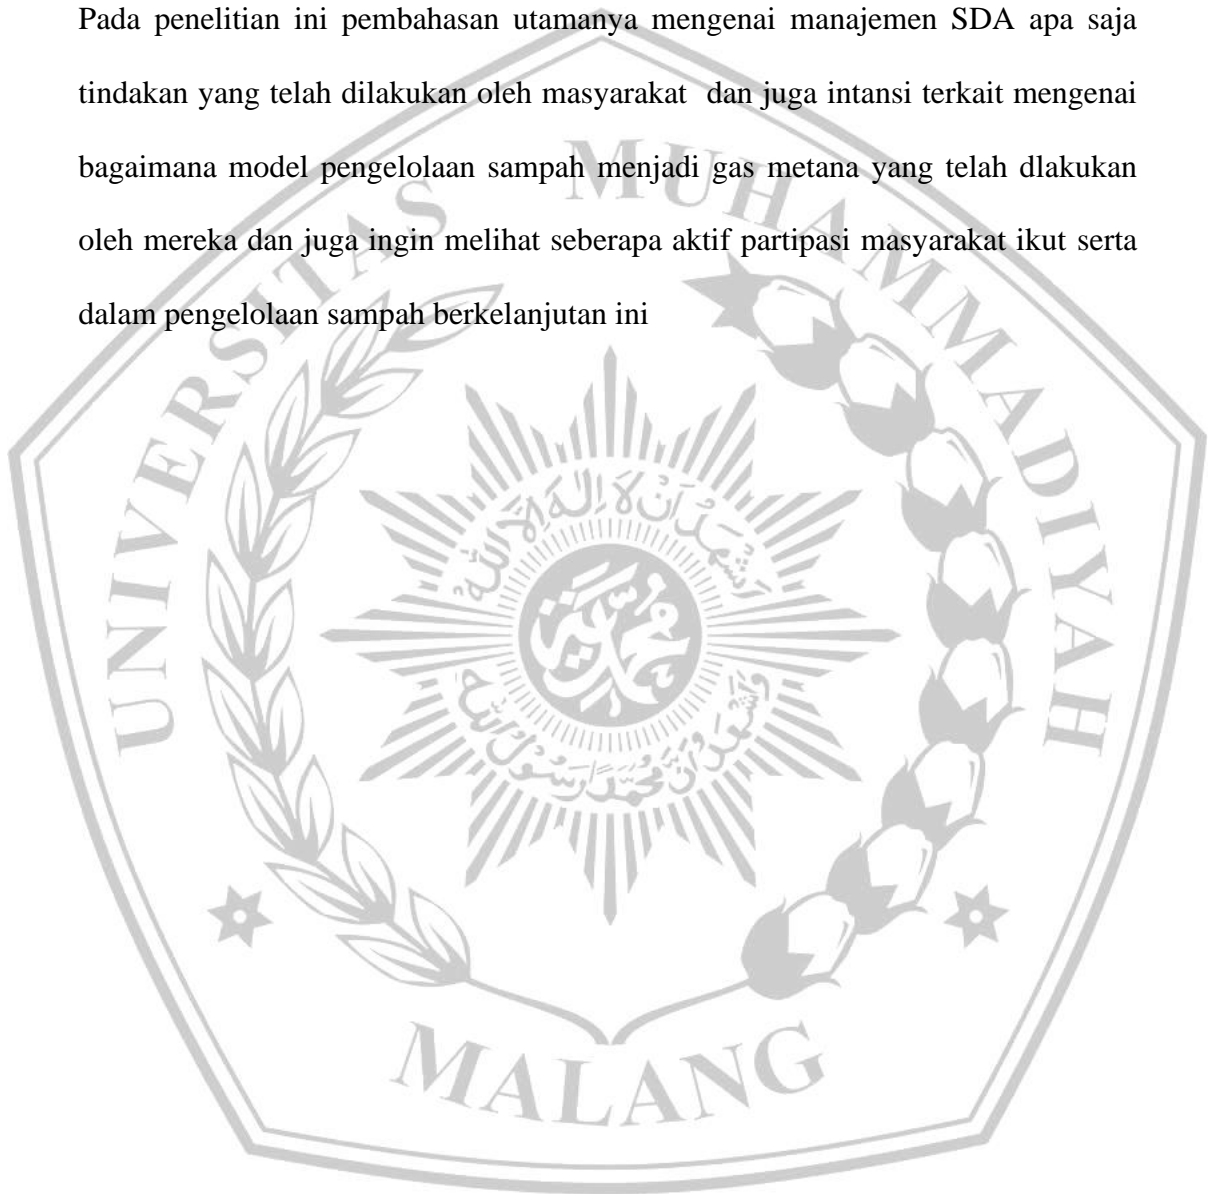 Pada penelitian ini pembahasan utamanya mengenai manajemen SDA apa saja
tindakan yang telah dilakukan oleh masyarakat  dan juga intansi terkait mengenai
bagaimana model pengelolaan sampah menjadi gas metana yang telah dlakukan
oleh mereka dan juga ingin melihat seberapa aktif partipasi masyarakat ikut serta
dalam pengelolaan sampah berkelanjutan ini
UNIVERSITAS MUHAMMADIYAH
MALANG